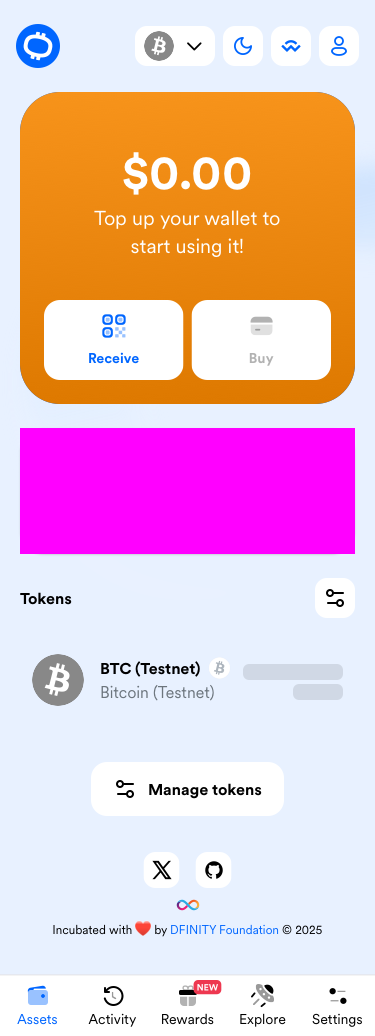 $0.00
Top up your wallet to
start using it!
Receive
Buy
Tokens
BTC (Testnet)
Bitcoin (Testnet)
Manage tokens
Incubated with ❤️ by DFINITY Foundation © 2025
NEW
Assets
Activity
Rewards
Explore
Settings